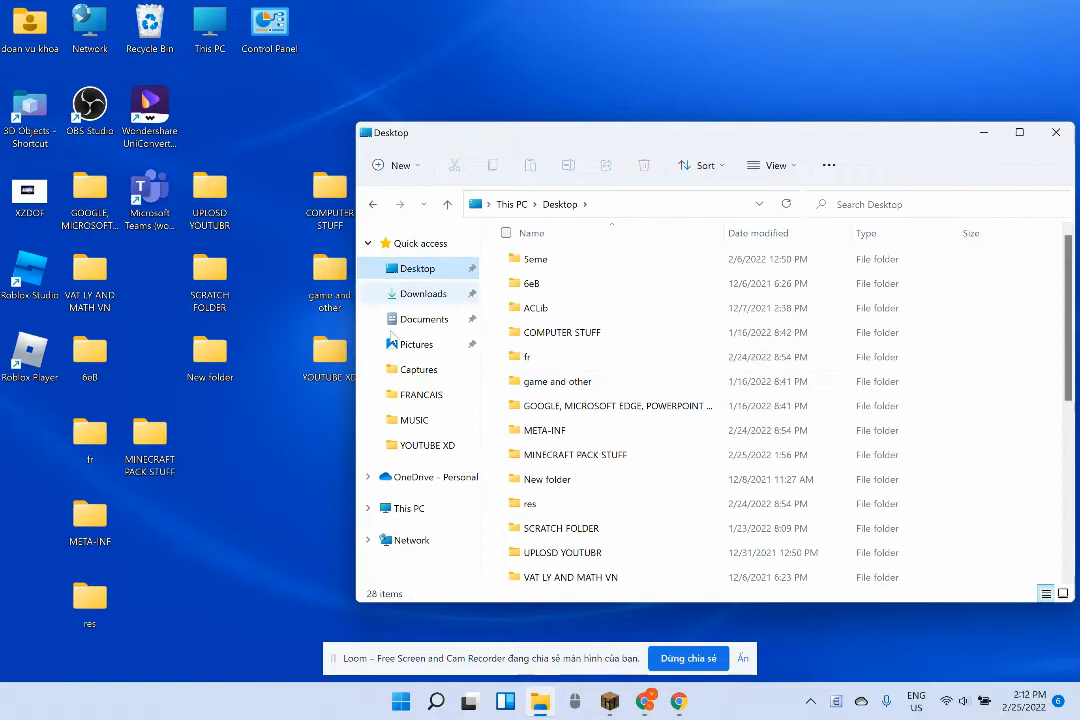 doan vu khoa
Network
Recycle Bin
This PC
Control Panel
3D Objects -
Shortcut
OBS Studio
Wondershare
UniConvert...
XZDOF
GOOGLE,
MICROSOFT...
Microsoft
Teams (wo...
UPLOSD
YOUTUBR
COMPUTER
STUFF
Roblox Studio
VAT LY AND
MATH VN
SCRATCH
FOLDER
game and
other
Roblox Player
6eB
New folder
YOUTUBE XD
fr
MINECRAFT
PACK STUFF
META-INF
res
Desktop
New
Sort
View
This PC
Desktop
Search Desktop
Quick access
Desktop
Downloads
Documents
Pictures
Captures
FRANCAIS
MUSIC
YOUTUBE XD
OneDrive - Personal
This PC
Network
Name Date modified Type Size
5eme 2/6/2022 12:50 PM File folder
6eB 12/6/2021 6:26 PM File folder
ACLib 12/7/2021 2:38 PM File folder
COMPUTER STUFF 1/16/2022 8:42 PM File folder
fr 2/24/2022 8:54 PM File folder
game and other 1/16/2022 8:41 PM File folder
GOOGLE, MICROSOFT EDGE, POWERPOINT ... 1/16/2022 8:41 PM File folder
META-INF 2/24/2022 8:54 PM File folder
MINECRAFT PACK STUFF 2/25/2022 1:56 PM File folder
New folder 12/8/2021 11:27 AM File folder
res 2/24/2022 8:54 PM File folder
SCRATCH FOLDER 1/23/2022 8:09 PM File folder
UPLOSD YOUTUBR 12/31/2021 12:50 PM File folder
VAT LY AND MATH VN 12/6/2021 6:23 PM File folder
28 items
Loom – Free Screen and Cam Recorder đang chia sẻ màn hình của bạn.
Dừng chia sẻ
Ẩn
ENG
US
2:12 PM
2/25/2022
6